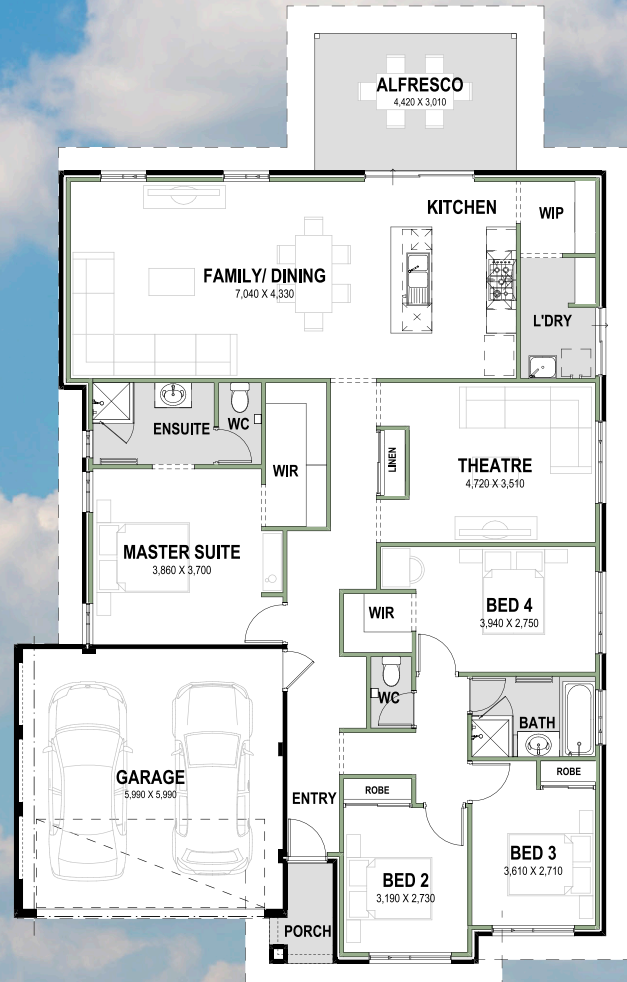 ALFRESCO
4,420 X 3,010
KITCHEN
WIP
FAMILY/ DINING
7,040 X 4,330
L'DRY
ENSUITE
WC
WIR
LINEN
THEATRE
4,720 X 3,510
MASTER SUITE
3,860 X 3,700
WIR
BED 4
3,940 X 2,750
WC
BATH
GARAGE
5,990 X 5,990
ENTRY
ROBE
ROBE
BED 2
3,190 X 2,730
BED 3
3,610 X 2,710
PORCH